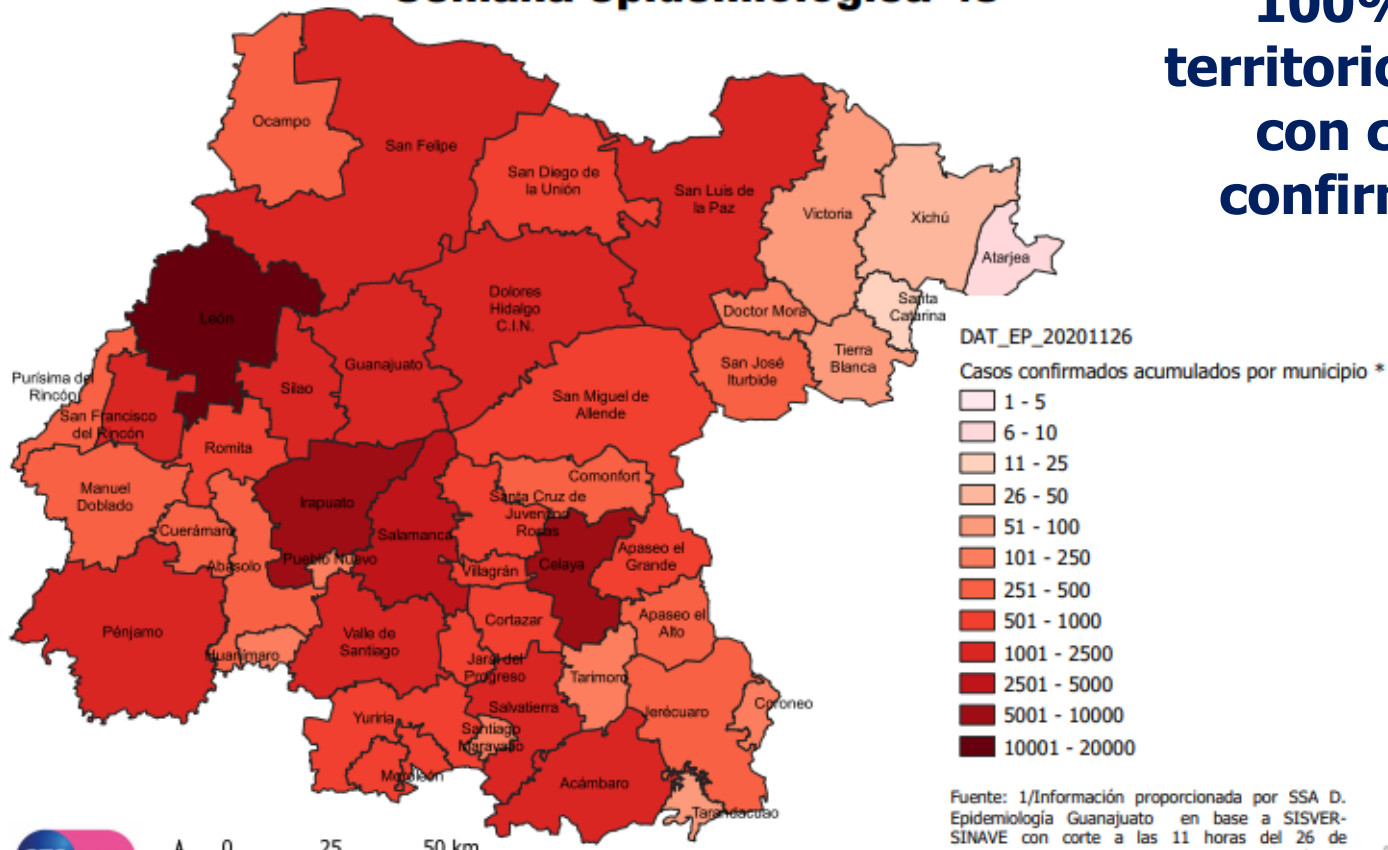 100%
con c
Ocampo
San Felipe
San Diego de
la Unión
San Luis de
la Paz
Victoria
Xichú
Atarjea
Santa
Catarina
Doctor Mora
Tierra
Blanca
San José
Iturbide
Dolores
Hidalgo
C.I.N.
León
Guanajuato
Silao
San Miguel de
Allende
Purísima del
Rincón
San Francisco
del Rincón
Romita
Manuel
Doblado
Irapuato
Comonfort
Santa Cruz de
Juventino
Rosas
Salamanca
Cuerámaro
Abasolo
Pueblo Nuevo
Villagrán
Celaya
Apaseo el
Grande
Pénjamo
Huanímaro
Valle de
Santiago
Cortazar
Apaseo el
Alto
Jaral del
Progreso
Tarimoro
Salvatierra
Jerécuaro
Coroneo
Yuriria
Santiago
Maravatío
Moroleón
Acámbaro
Tarandacuao
0 25 50 km
DAT_EP_20201126
Casos confirmados acumulados por municipio *
1 - 5
6 - 10
11 - 25
26 - 50
51 - 100
101 - 250
251 - 500
501 - 1000
1001 - 2500
2501 - 5000
5001 - 10000
10001 - 20000
Fuente: 1/Información proporcionada por SSA D.
Epidemiología Guanajuato en base a SISVER-
SINAVE con corte a las 11 horas del 26 de